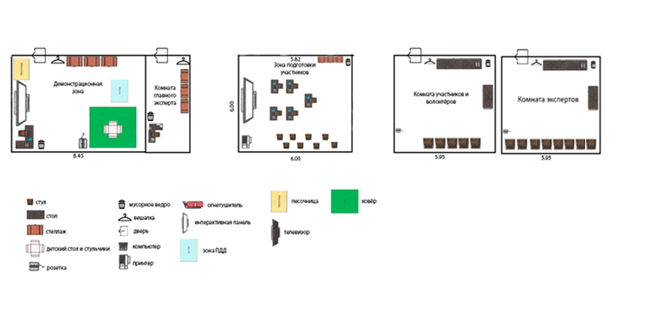 Демонстрационная
зона
Комната
главного
эксперта
8.45
5.82
Зона подготовки
участников
6.00
6.00
Комната участников и
волонтёров
5.95
Комната экспертов
5.95
стул
стол
стеллаж
детский стол и стульчики
розетка
мусорное ведро
вешалка
дверь
компьютер
принтер
огнетушитель
интерактивная панель
зона ПДД
песочница
телевизор
ковёр